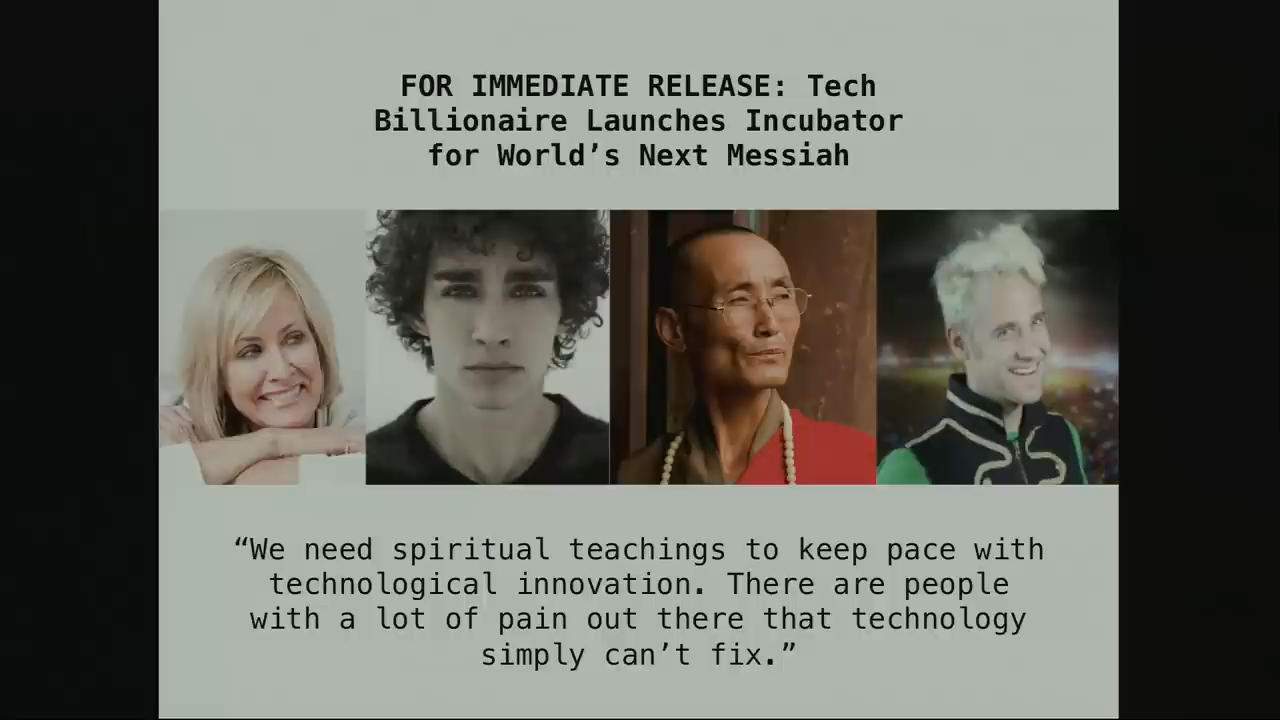 FOR IMMEDIATE RELEASE: Tech
Billionaire Launches Incubator
for World’s Next Messiah
“We need spiritual teachings to keep pace with
technological innovation. There are people
with a lot of pain out there that technology
simply can’t fix.”